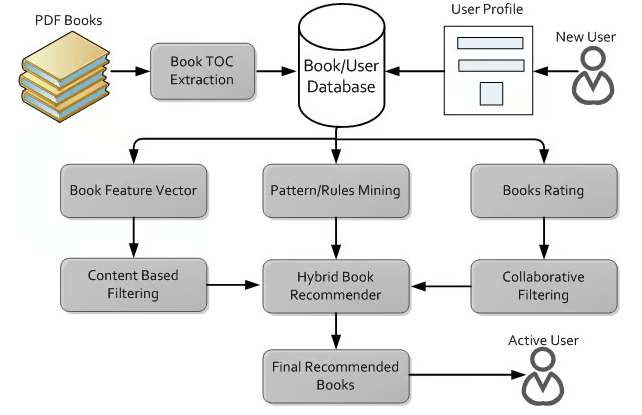 PDF Books
User Profile
New User
Book TOC
Extraction
Book/User
Database
Book Feature Vector
Pattern/Rules Mining
Books Rating
Content Based
Filtering
Hybrid Book
Recommender
Collaborative
Filtering
Active User
Final Recommended
Books